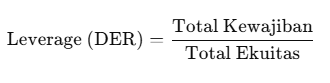 Leverage (DER) = Total Kewajiban / Total Ekuitas